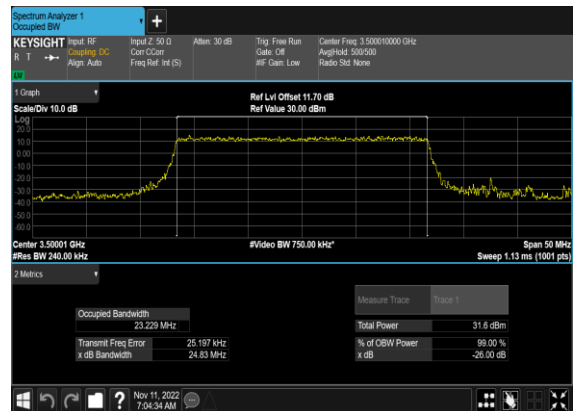 Spectrum Analyzer 1
Occupied BW
+
KEYSIGHT Input: RF Input Z: 50 Ω Atten: 30 dB Trig: Free Run Center Freq: 3.500010000 GHz
R T Coupling: DC Corr CCorr Gate: Off Avg|Hold: 500/500
Align: Auto Freq Ref: Int (S) #IF Gain: Low Radio Std: None
LW
1 Graph
Ref Lvl Offset 11.70 dB
Scale/Div 10.0 dB Ref Value 30.00 dBm
Log
20.0
10.0
0.00
-10.0
-20.0
-30.0
-40.0
-50.0
-60.0
Center 3.50001 GHz #Video BW 750.00 kHz* Span 50 MHz
#Res BW 240.00 kHz Sweep 1.13 ms (1001 pts)
2 Metrics
Measure Trace Trace 1
Occupied Bandwidth
23.229 MHz Total Power 31.6 dBm
Transmit Freq Error 25.197 kHz % of OBW Power 99.00 %
x dB Bandwidth 24.83 MHz x dB -26.00 dB
? Nov 11, 2022
7:04:34 AM